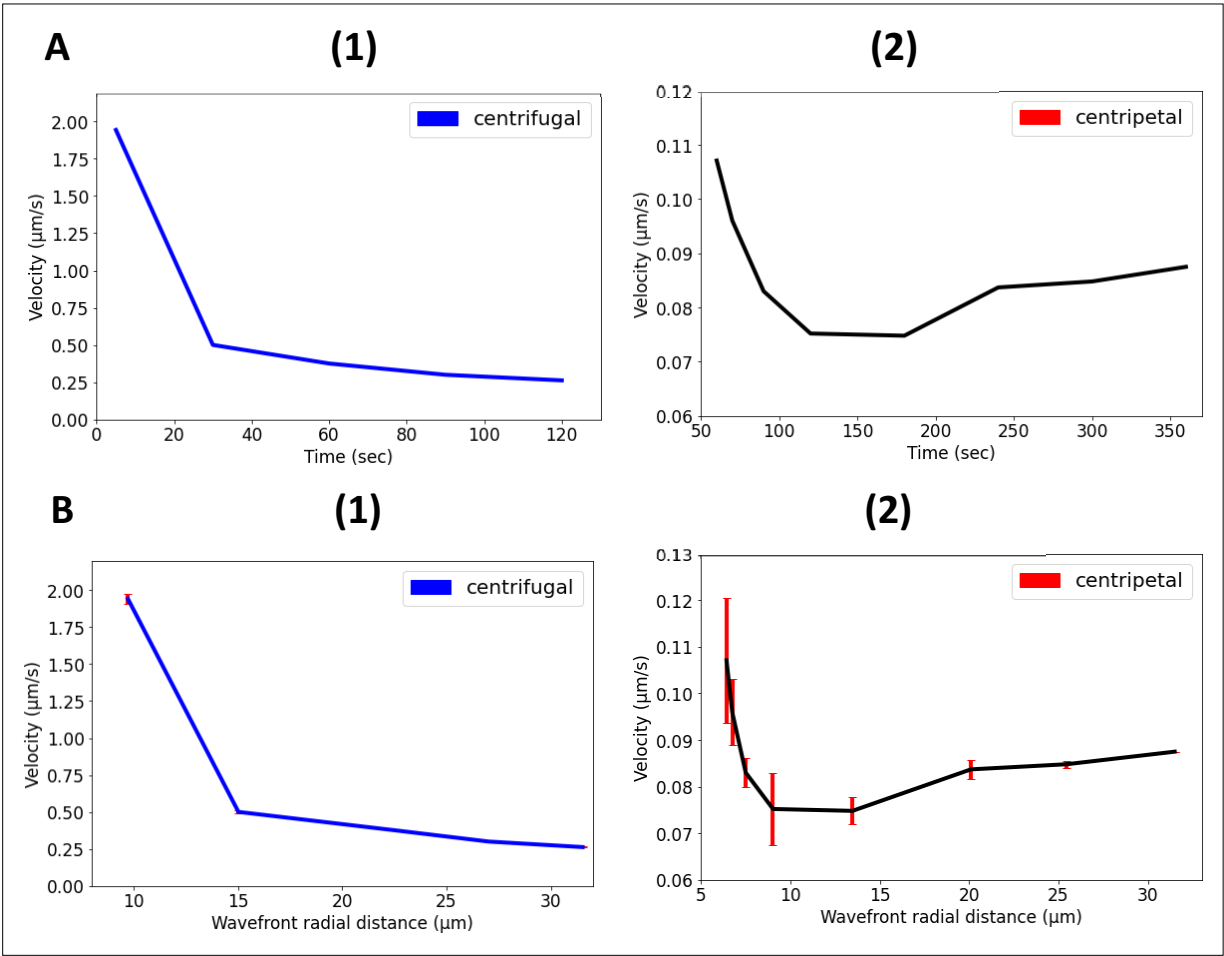 A
(1)
(2)
centrifugal
2.00
1.75
1.50
1.25
1.00
0.75
0.50
0.25
0.00
Velocity (μm/s)
0 20 40 60 80 100 120
Time (sec)
centripetal
0.12
0.11
0.10
0.09
0.08
0.07
0.06
Velocity (μm/s)
50 100 150 200 250 300 350
Time (sec)
B
(1)
(2)
centrifugal
2.00
1.75
1.50
1.25
1.00
0.75
0.50
0.25
0.00
Velocity (μm/s)
10 15 20 25 30
Wavefront radial distance (μm)
centripetal
0.13
0.12
0.11
0.10
0.09
0.08
0.07
0.06
Velocity (μm/s)
5 10 15 20 25 30
Wavefront radial distance (μm)